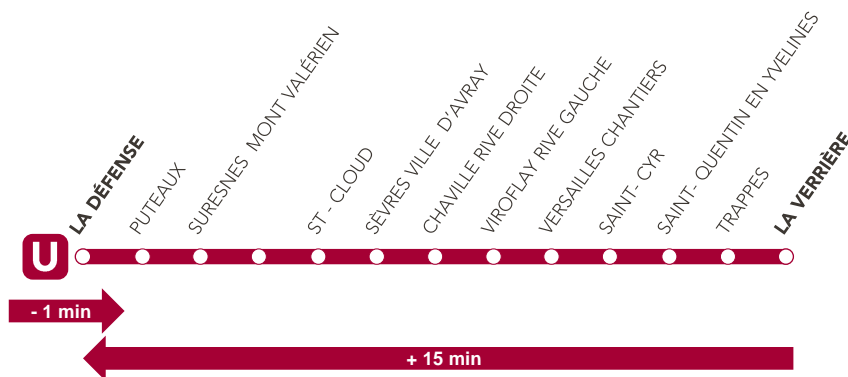 LA DÉFENSE
PUTEAUX
SURESNES MONT VALÉRIEN
ST - CLOUD
SÈVRES VILLE D'AVRAY
CHAVILLE RIVE DROITE
VIROFLAY RIVE GAUCHE
VERSAILLES CHANTIERS
SAINT- CYR
SAINT- QUENTIN EN YVELINES
TRAPPES
LA VERRIÈRE
U
- 1 min
+ 15 min